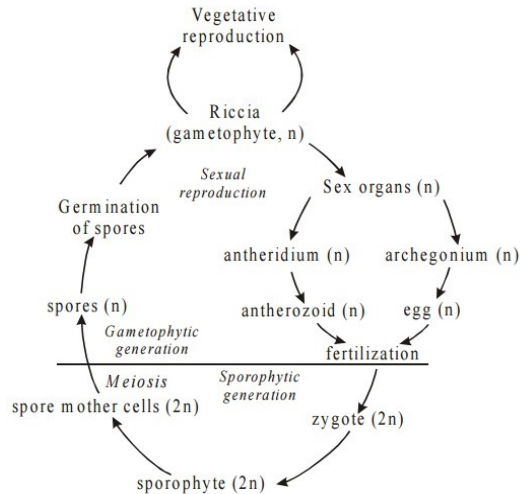 Vegetative
reproduction
Riccia
(gametophyte, n)
Sexual
reproduction
Sex organs (n)
Germination
of spores
antheridium (n)
archegonium (n)
spores (n)
antherozoid (n)
egg (n)
Gametophytic
generation
fertilization
Meiosis
Sporophytic
generation
spore mother cells (2n)
zygote (2n)
sporophyte (2n)